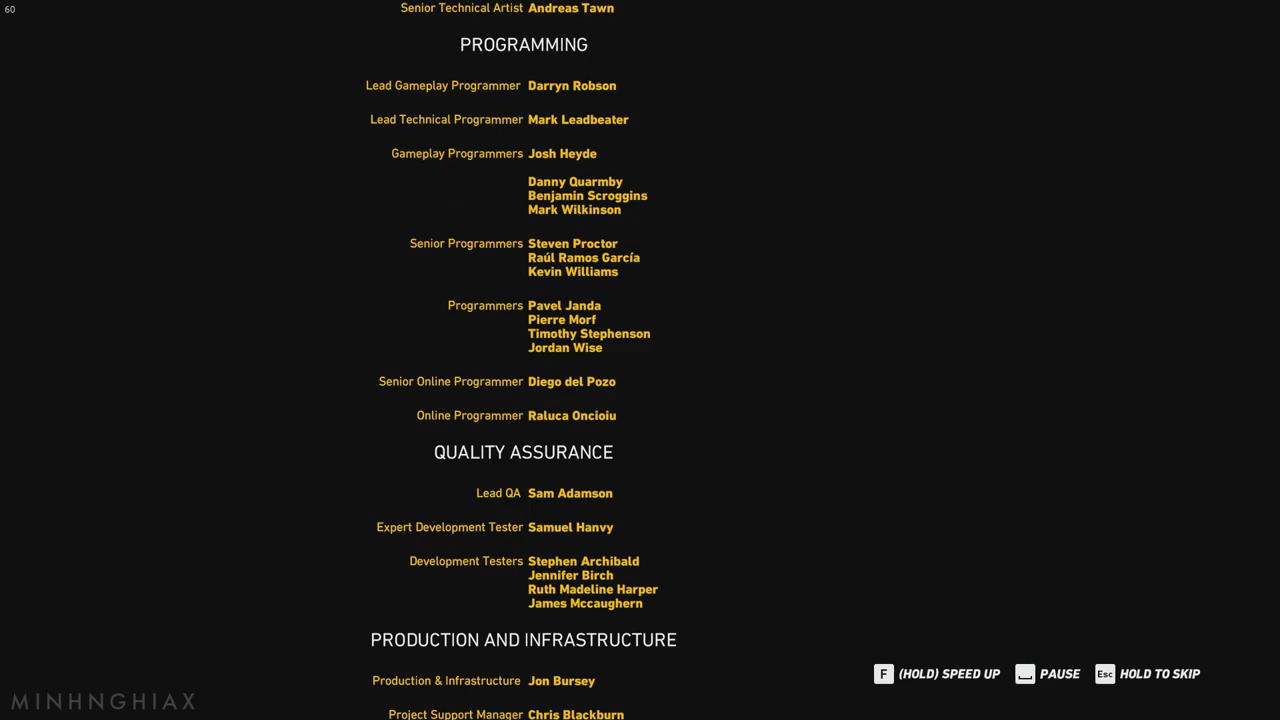 60
Senior Technical Artist Andreas Tawn
PROGRAMMING
Lead Gameplay Programmer Darryn Robson
Lead Technical Programmer Mark Leadbeater
Gameplay Programmers Josh Heyde
Danny Quarmby
Benjamin Scroggins
Mark Wilkinson
Senior Programmers Steven Proctor
Raúl Ramos García
Kevin Williams
Programmers Pavel Janda
Pierre Morf
Timothy Stephenson
Jordan Wise
Senior Online Programmer Diego del Pozo
Online Programmer Raluca Oncioiu
QUALITY ASSURANCE
Lead QA Sam Adamson
Expert Development Tester Samuel Hanvy
Development Testers Stephen Archibald
Jennifer Birch
Ruth Madeline Harper
James Mccaughern
PRODUCTION AND INFRASTRUCTURE
Production & Infrastructure Jon Bursey
Project Support Manager Chris Blackburn
F (HOLD) SPEED UP PAUSE Esc HOLD TO SKIP
MINHNGHIAX